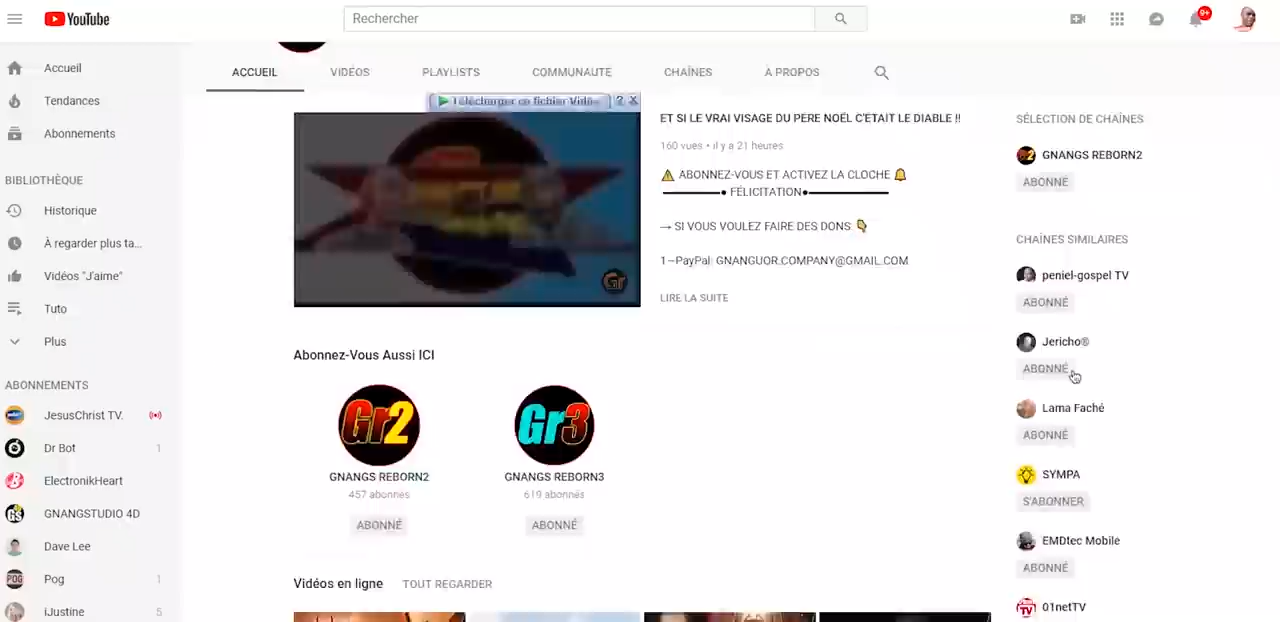 YouTube
Rechercher
9+
Accueil
Tendances
Abonnements
BIBLIOTHÈQUE
Historique
À regarder plus ta...
Vidéos "J'aime"
Tuto
Plus
ABONNEMENTS
JesusChrist TV.
Dr Bot 1
ElectronikHeart
GNANGSTUDIO 4D
Dave Lee
Pog 1
iJustine 5
ACCUEIL VIDÉOS PLAYLISTS COMMUNAUTÉ CHAÎNES À PROPOS
Télécharger ce fichier Vidéo ? X
Gr
ET SI LE VRAI VISAGE DU PERE NOËL C'ETAIT LE DIABLE !!
160 vues • il y a 21 heures
⚠ ABONNEZ-VOUS ET ACTIVEZ LA CLOCHE 🔔
————● FÉLICITATION●—————
→ SI VOUS VOULEZ FAIRE DES DONS 👇
1–PayPal: GNANGUOR.COMPANY@GMAIL.COM
LIRE LA SUITE
Abonnez-Vous Aussi ICI
Gr2 Gr3
GNANGS REBORN2 GNANGS REBORN3
457 abonnés 619 abonnés
ABONNÉ ABONNÉ
Vidéos en ligne TOUT REGARDER
SÉLECTION DE CHAÎNES
GNANGS REBORN2
ABONNÉ
CHAÎNES SIMILAIRES
peniel-gospel TV
ABONNÉ
Jericho®
ABONNÉ
Lama Faché
ABONNÉ
SYMPA
S'ABONNER
EMDtec Mobile
ABONNÉ
01netTV